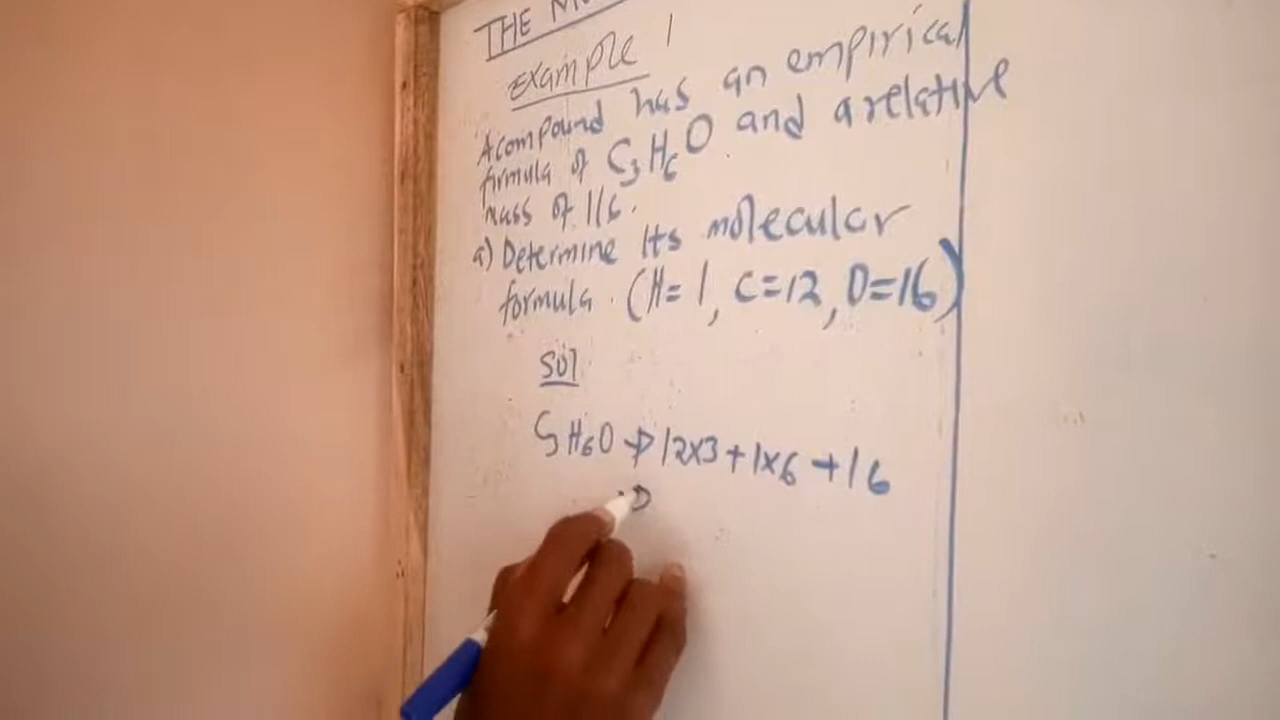 THE
Example 1
A compound has an empirical
formula of C₃H₆O and a relative
mass of 116.
a) Determine its molecular
formula. (H=1, C=12, O=16)
Sol
C₃H₆O → 12x3 + 1x6 + 16